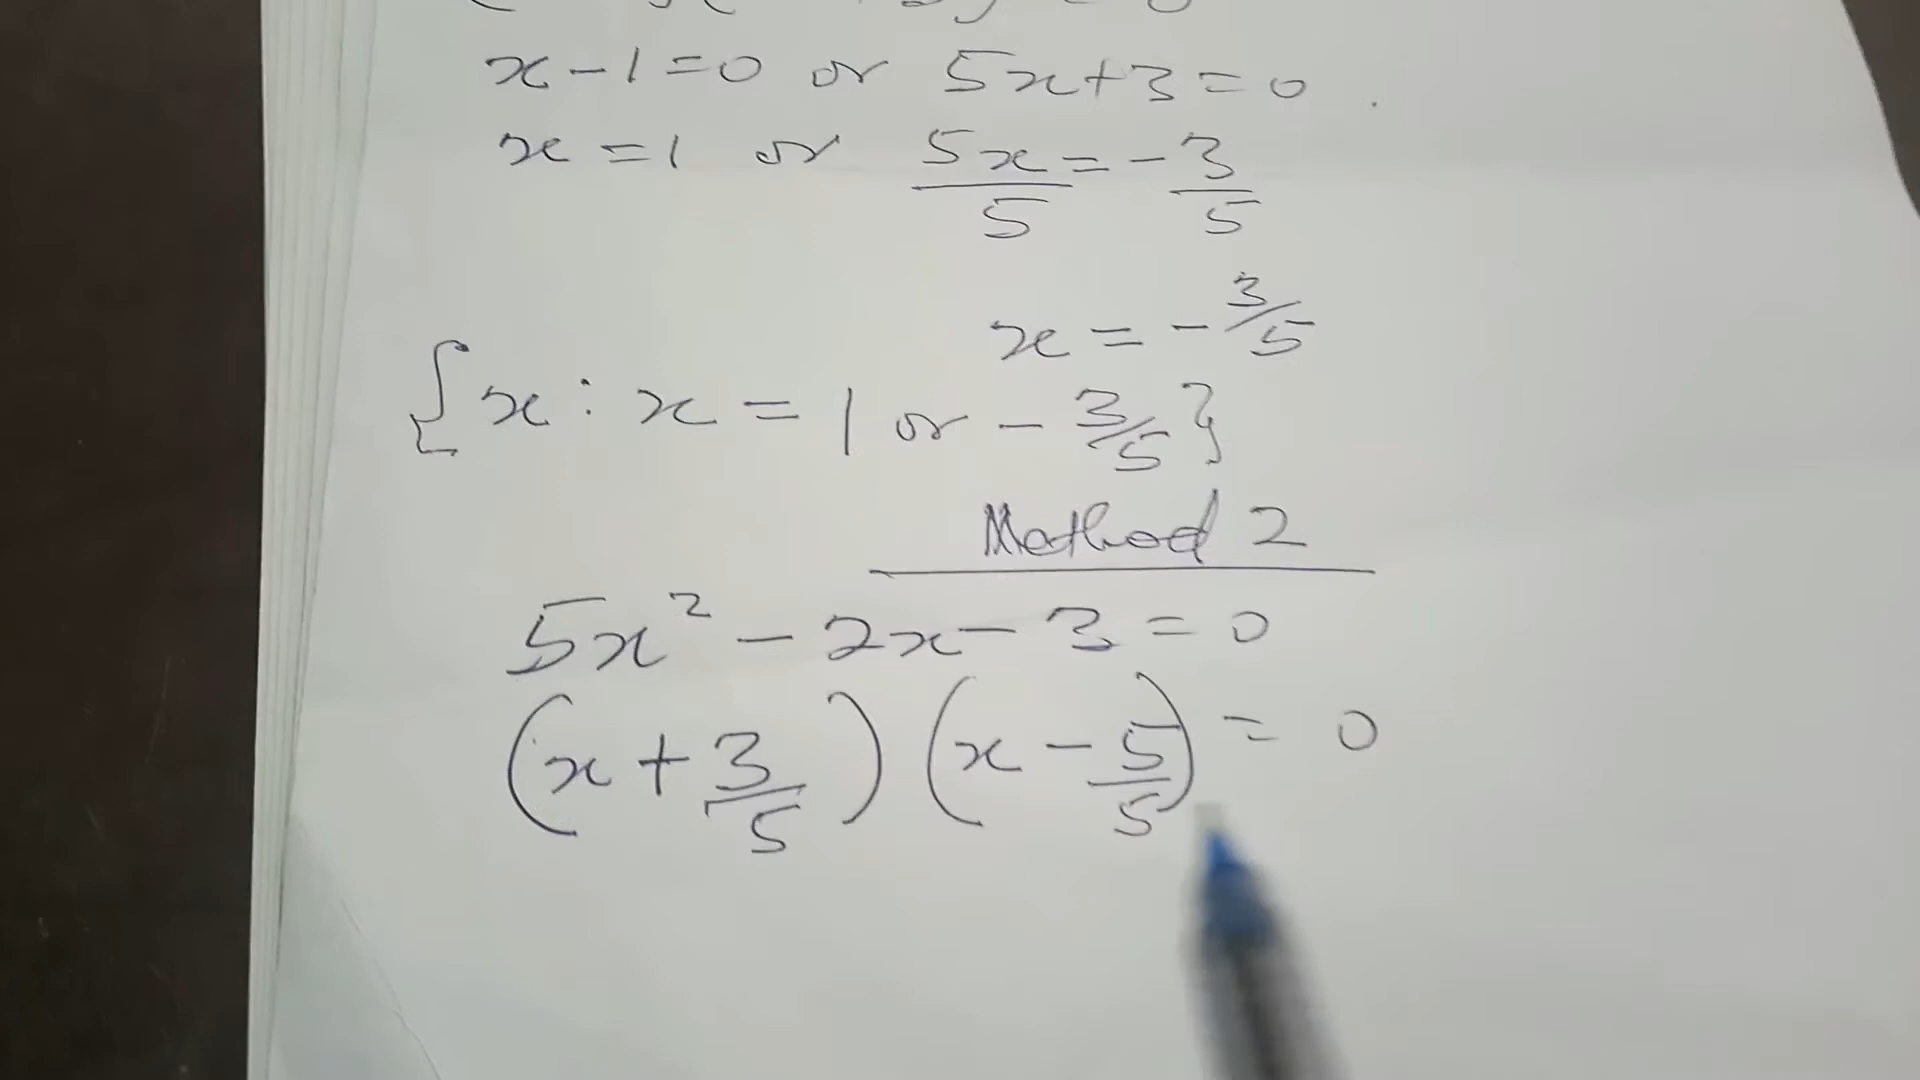 x - 1 = 0 or 5x + 3 = 0
x = 1 or 5x/5 = -3/5
x = -3/5
{x : x = 1 or -3/5}
Method 2
5x² - 2x - 3 = 0
(x + 3/5)(x - 5/5) = 0